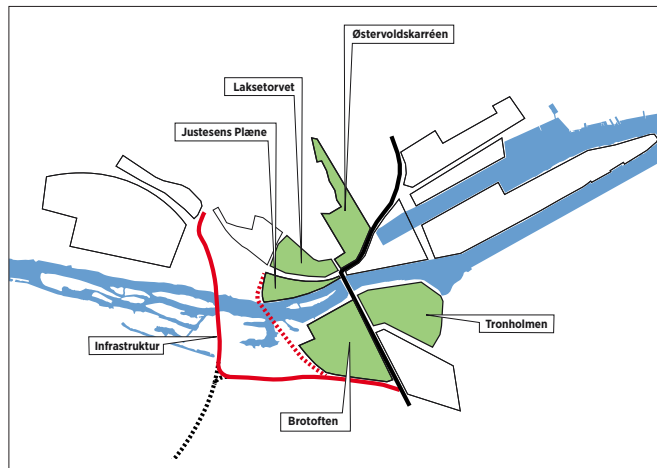 Østervoldskarréen
Laksetorvet
Justesens Plæne
Infrastruktur
Tronholmen
Brotoften